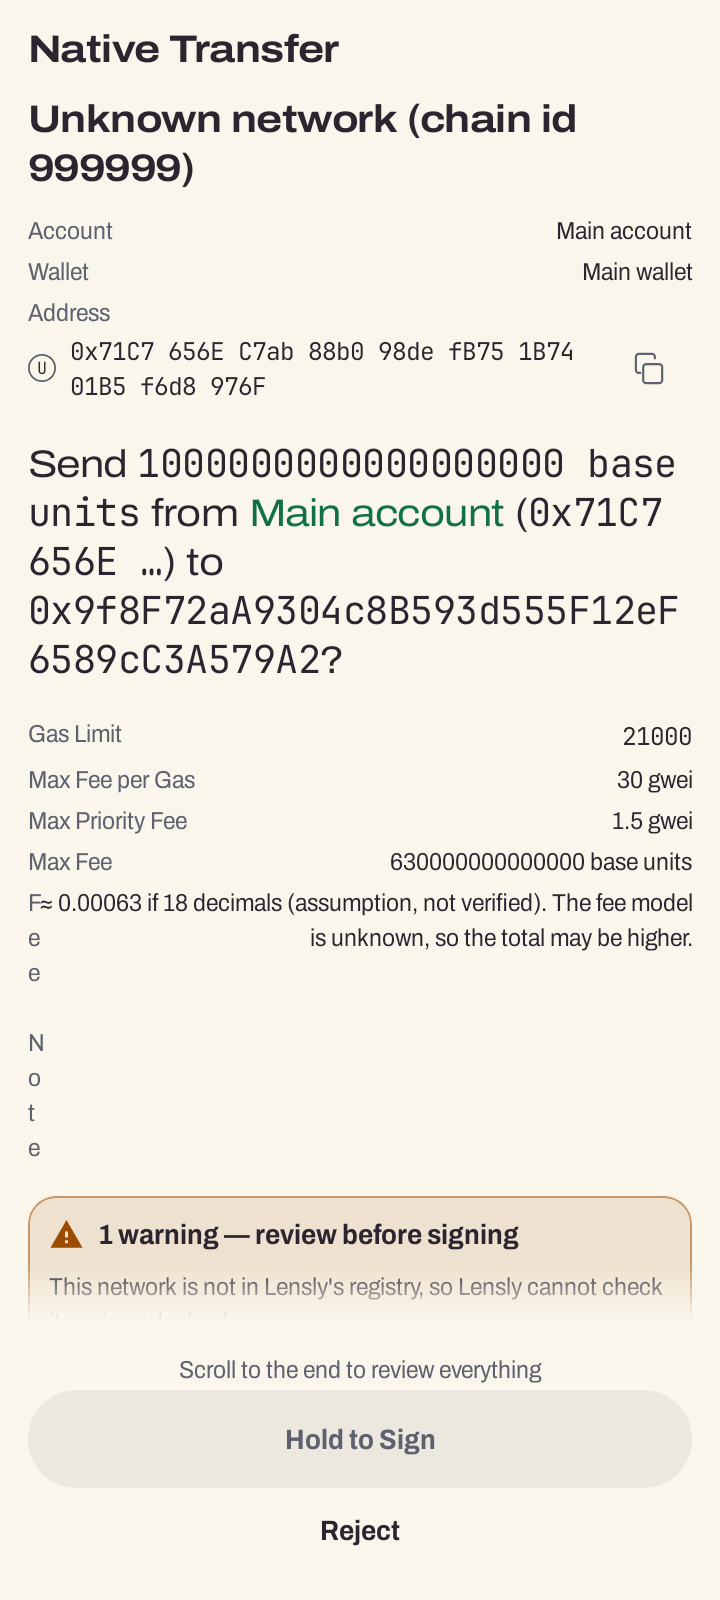 Native Transfer
Unknown network (chain id
999999)
Account Main account
Wallet Main wallet
Address
U 0x71C7 656E C7ab 88b0 98de fB75 1B74
01B5 f6d8 976F
Send 1000000000000000000 base
units from Main account (0x71C7
656E …) to
0x9f8F72aA9304c8B593d555F12eF
6589cC3A579A2?
Gas Limit 21000
Max Fee per Gas 30 gwei
Max Priority Fee 1.5 gwei
Max Fee 630000000000000 base units
Fee Note ≈ 0.00063 if 18 decimals (assumption, not verified). The fee model
is unknown, so the total may be higher.
1 warning — review before signing
This network is not in Lensly's registry, so Lensly cannot check
Scroll to the end to review everything
Hold to Sign
Reject